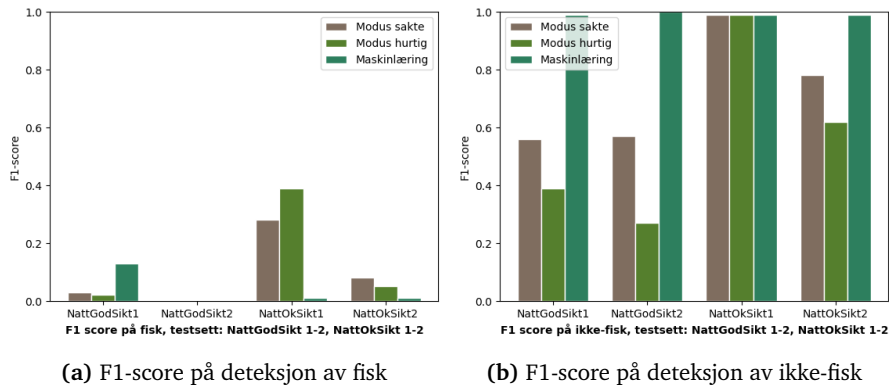 1.0
0.8
0.6
0.4
0.2
0.0
F1-score
Modus sakte
Modus hurtig
Maskinlæring
NattGodSikt1 NattGodSikt2 NattOkSikt1 NattOkSikt2
F1 score på fisk, testsett: NattGodSikt 1-2, NattOkSikt 1-2
(a) F1-score på deteksjon av fisk
1.0
0.8
0.6
0.4
0.2
0.0
F1-score
Modus sakte
Modus hurtig
Maskinlæring
NattGodSikt1 NattGodSikt2 NattOkSikt1 NattOkSikt2
F1 score på ikke-fisk, testsett: NattGodSikt 1-2, NattOkSikt 1-2
(b) F1-score på deteksjon av ikke-fisk